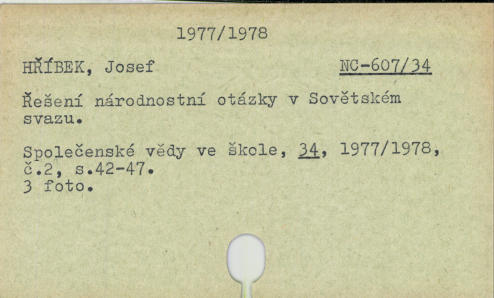 1977/1978
HŘÍBEK, Josef NC-607/34
Řešení národnostní otázky v Sovětském
svazu.
Společenské vědy ve škole, 34, 1977/1978,
č.2, s.42-47.
3 foto.